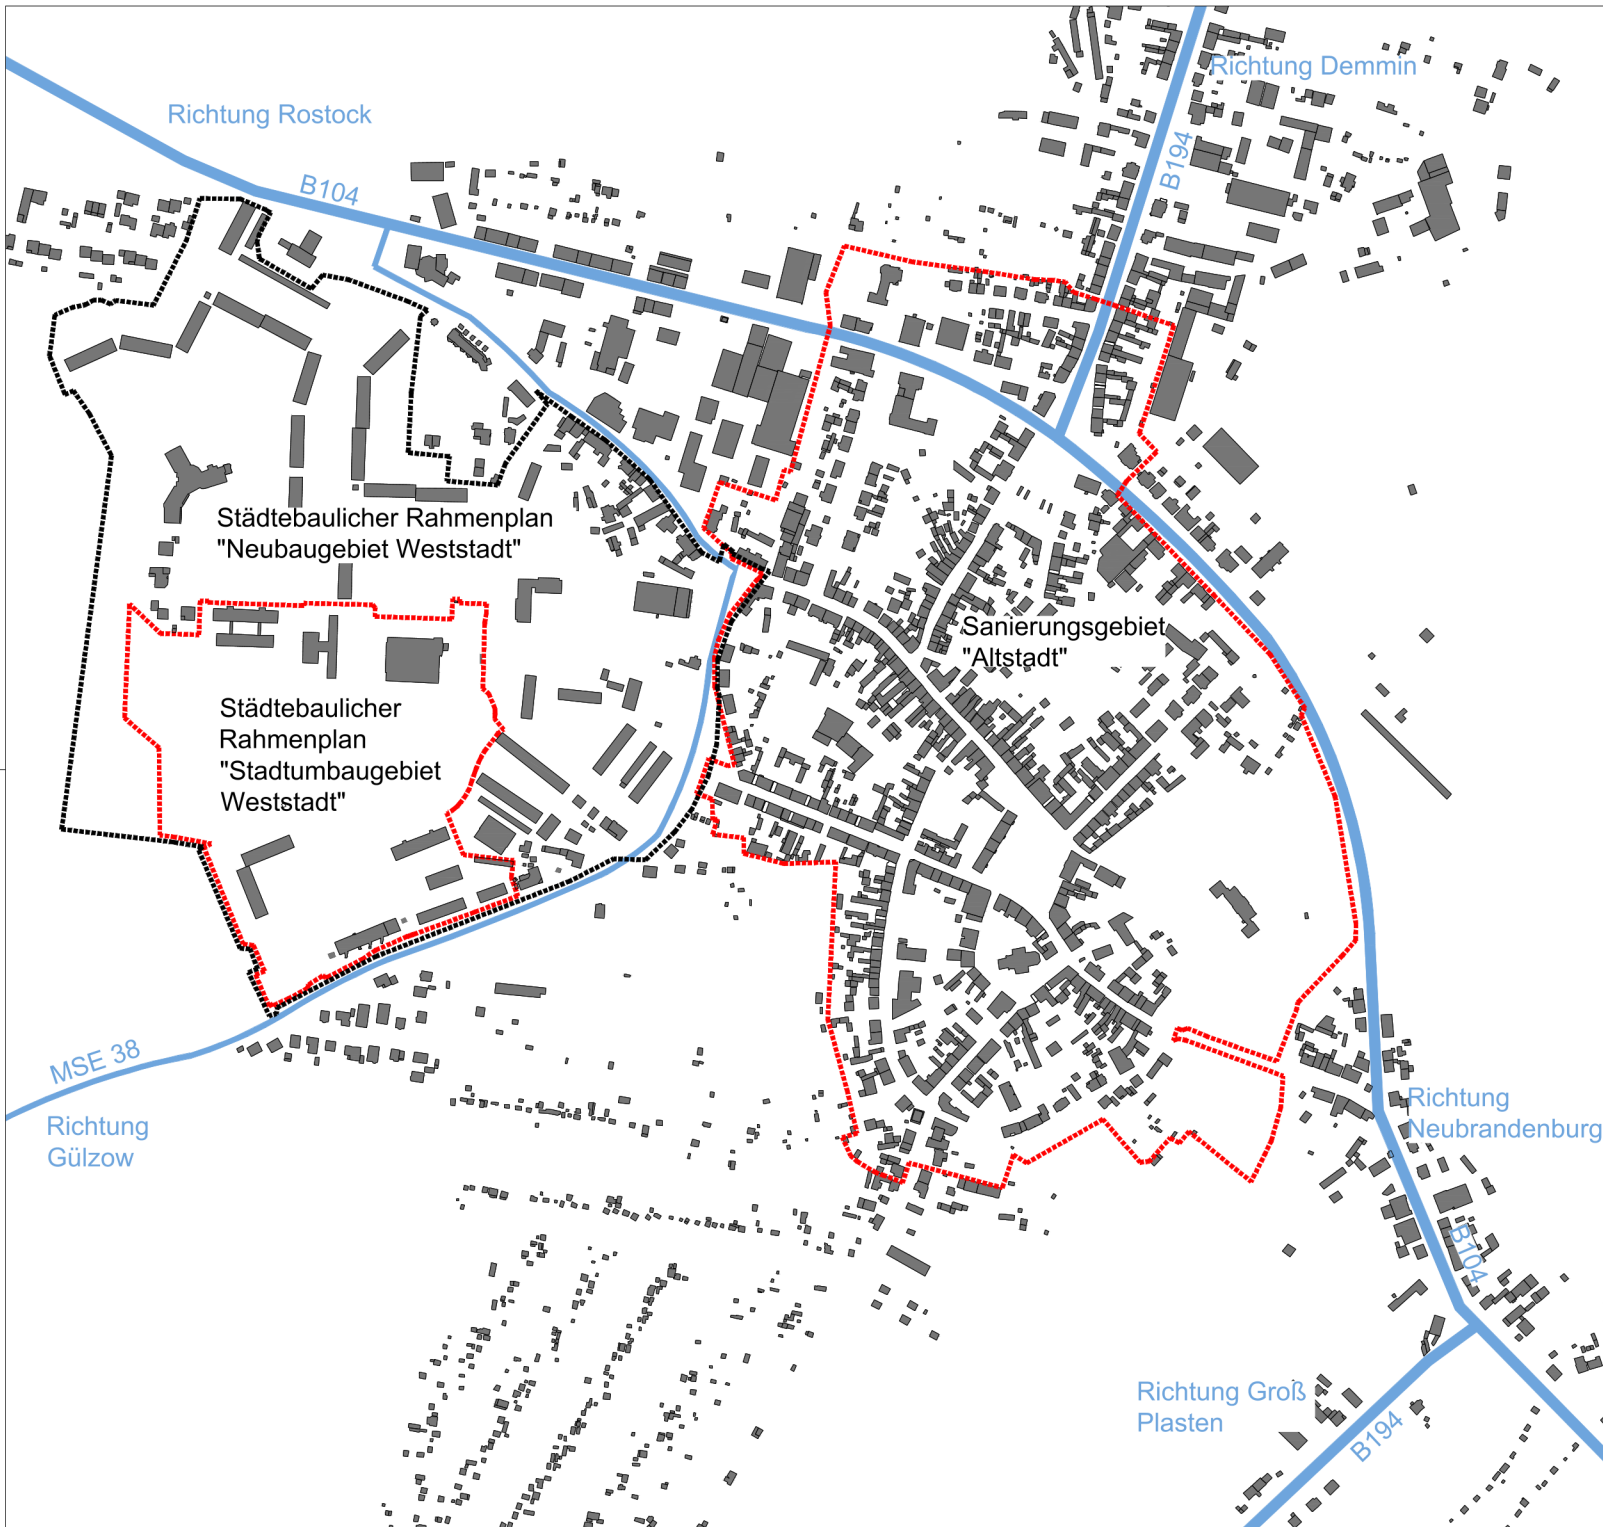 Richtung Demmin
Richtung Rostock
B104
B194
Städtebaulicher Rahmenplan
"Neubaugebiet Weststadt"
Sanierungsgebiet
"Altstadt"
Städtebaulicher
Rahmenplan
"Stadtumbaugebiet
Weststadt"
MSE 38
Richtung
Gülzow
Richtung
Neubrandenburg
B104
Richtung Groß
Plasten
B194